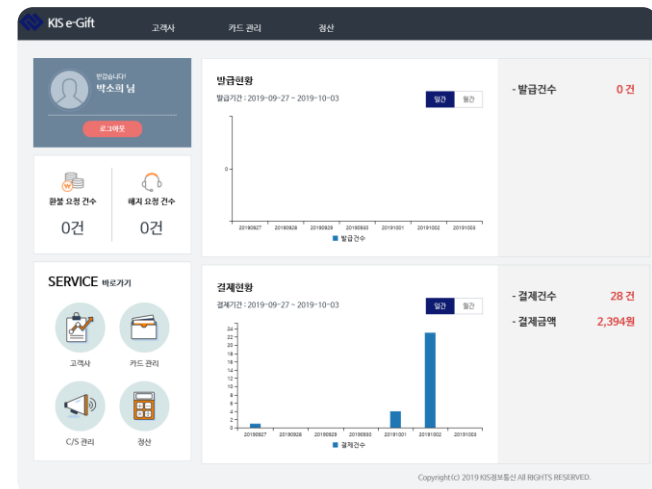 KIS e-Gift
고객사 카드 관리 정산
반갑습니다!
박소희 님
로그아웃
환불 요청 건수
0건
해지 요청 건수
0건
SERVICE 바로가기
고객사
카드 관리
C/S 관리
정산
발급현황
발급기간 : 2019-09-27 ~ 2019-10-03
일간 월간
0
20190927 20190928 20190929 20190930 20191001 20191002 20191003
발급건수
- 발급건수 0 건
결제현황
결제기간 : 2019-09-27 ~ 2019-10-03
일간 월간
24
22
20
18
16
14
12
10
8
6
4
2
0
20190927 20190928 20190929 20190930 20191001 20191002 20191003
결제건수
- 결제건수 28 건
- 결제금액 2,394원
Copyright (c) 2019 KIS정보통신 All RIGHTS RESERVED.